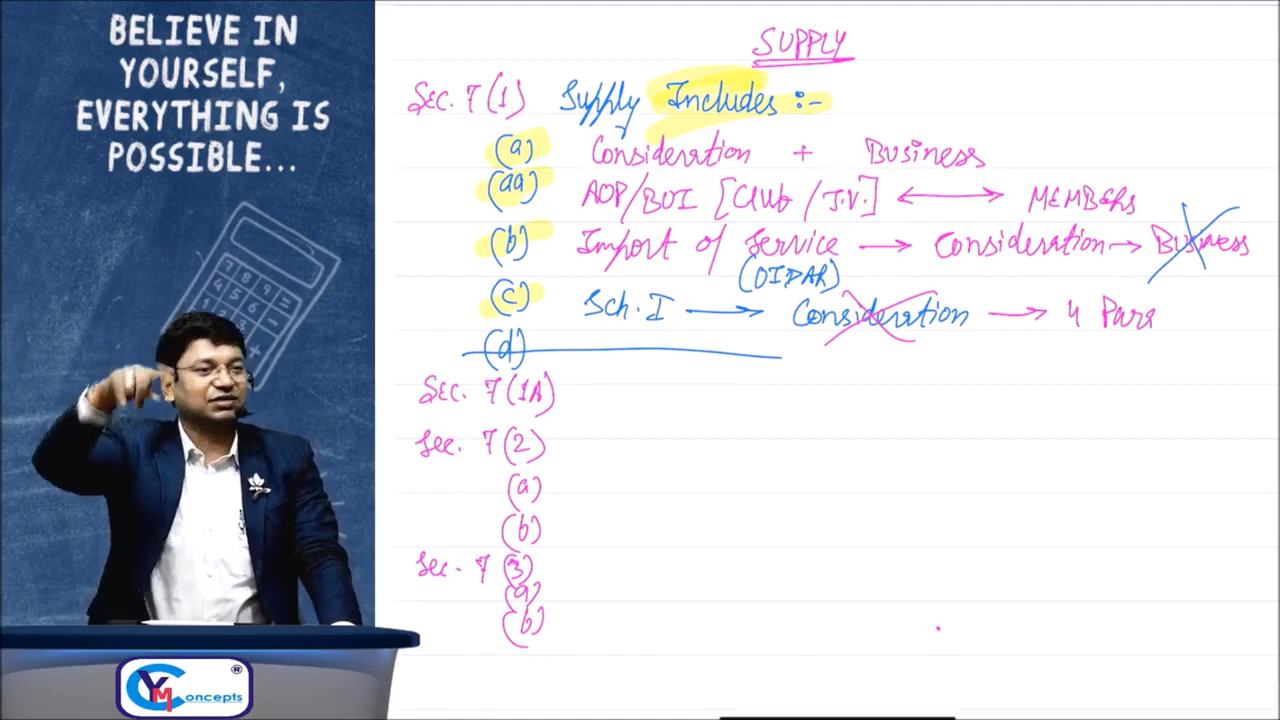 BELIEVE IN
YOURSELF,
EVERYTHING IS
POSSIBLE...
SUPPLY
Sec. 7(1) Supply Includes :-
(a) Consideration + Business
(aa) AOP/BOI [Club / J.V.] ⟷ MEMBERs
(b) Import of Service → Consideration → Business
(OIDAR)
(c) Sch. I → Consideration → 4 Para
(d)
Sec. 7(1A)
Sec. 7(2)
(a)
(b)
Sec. 7(3)
(a)
(b)
YM Concepts ®